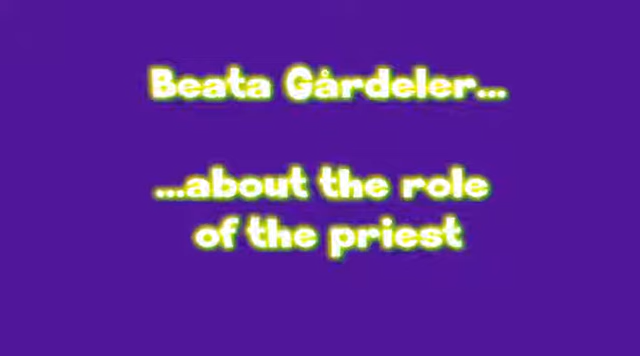 Beata Gårdeler...
...about the role
of the priest